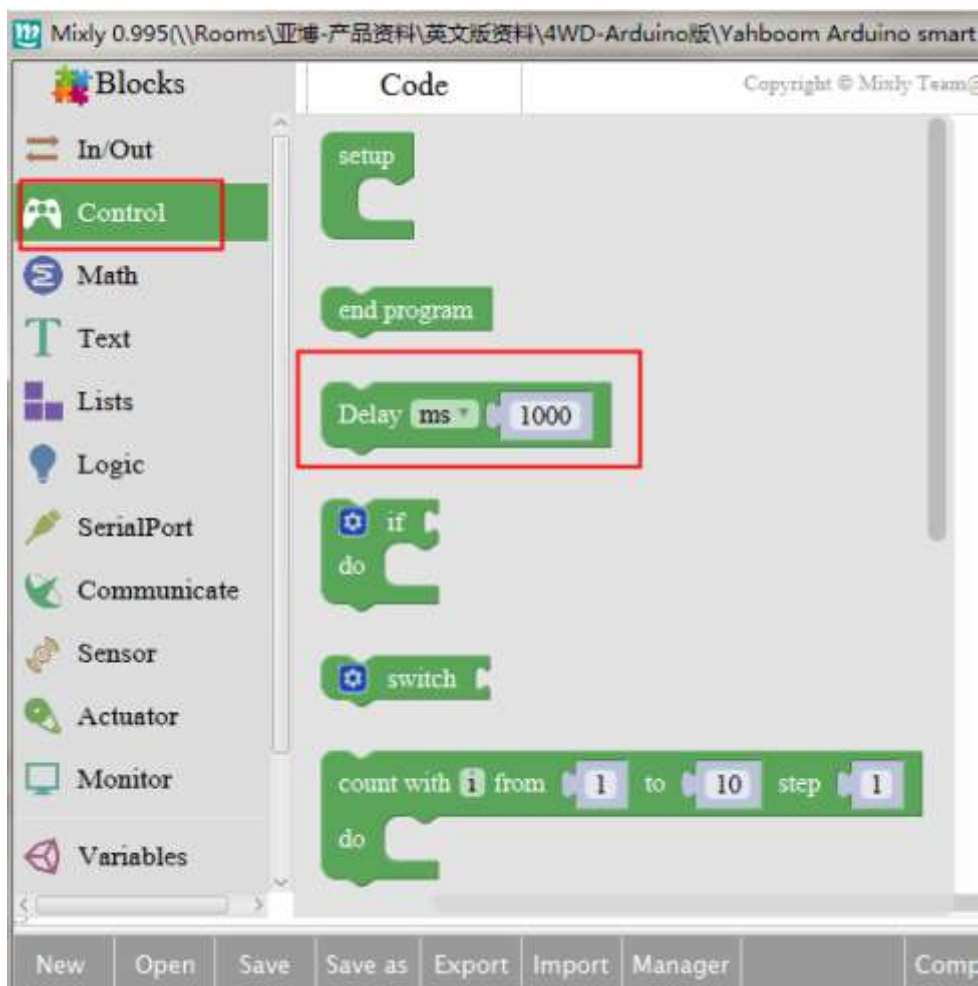 Mixly 0.995(\\Rooms\亚博-产品资料\英文版资料\4WD-Arduino版\Yahboom Arduino smart
Blocks
Code
Copyright © Mixly Team@
In/Out
Control
Math
Text
Lists
Logic
SerialPort
Communicate
Sensor
Actuator
Monitor
Variables
setup
end program
Delay ms 1000
if
do
switch
count with i from 1 to 10 step 1
do
New Open Save Save as Export Import Manager Comp